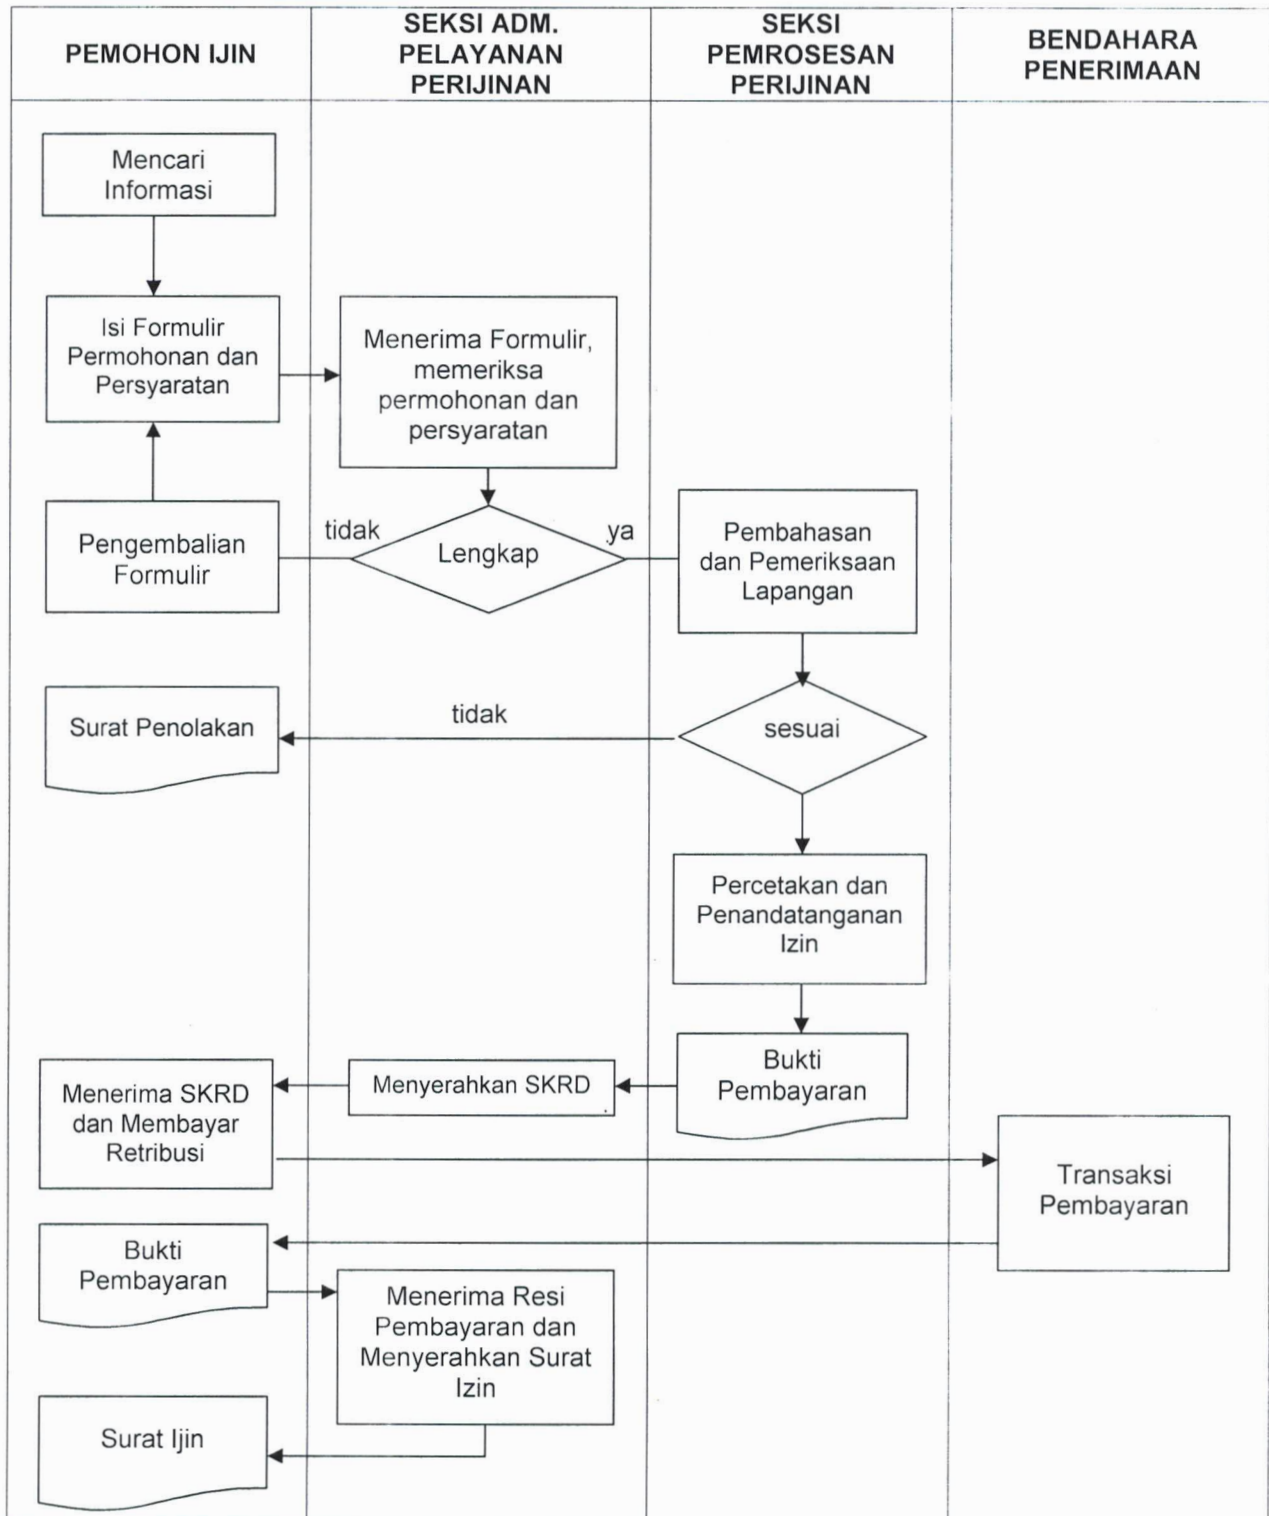 PEMOHON IJIN
SEKSI ADM.
PELAYANAN
PERIJINAN
SEKSI
PEMROSESAN
PERIJINAN
BENDAHARA
PENERIMAAN
Mencari
Informasi
Isi Formulir
Permohonan dan
Persyaratan
Menerima Formulir,
memeriksa
permohonan dan
persyaratan
Pengembalian
Formulir
tidak
Lengkap
ya
Pembahasan
dan Pemeriksaan
Lapangan
Surat Penolakan
tidak
sesuai
Percetakan dan
Penandatanganan
Izin
Bukti
Pembayaran
Menyerahkan SKRD
Menerima SKRD
dan Membayar
Retribusi
Transaksi
Pembayaran
Bukti
Pembayaran
Menerima Resi
Pembayaran dan
Menyerahkan Surat
Izin
Surat Ijin